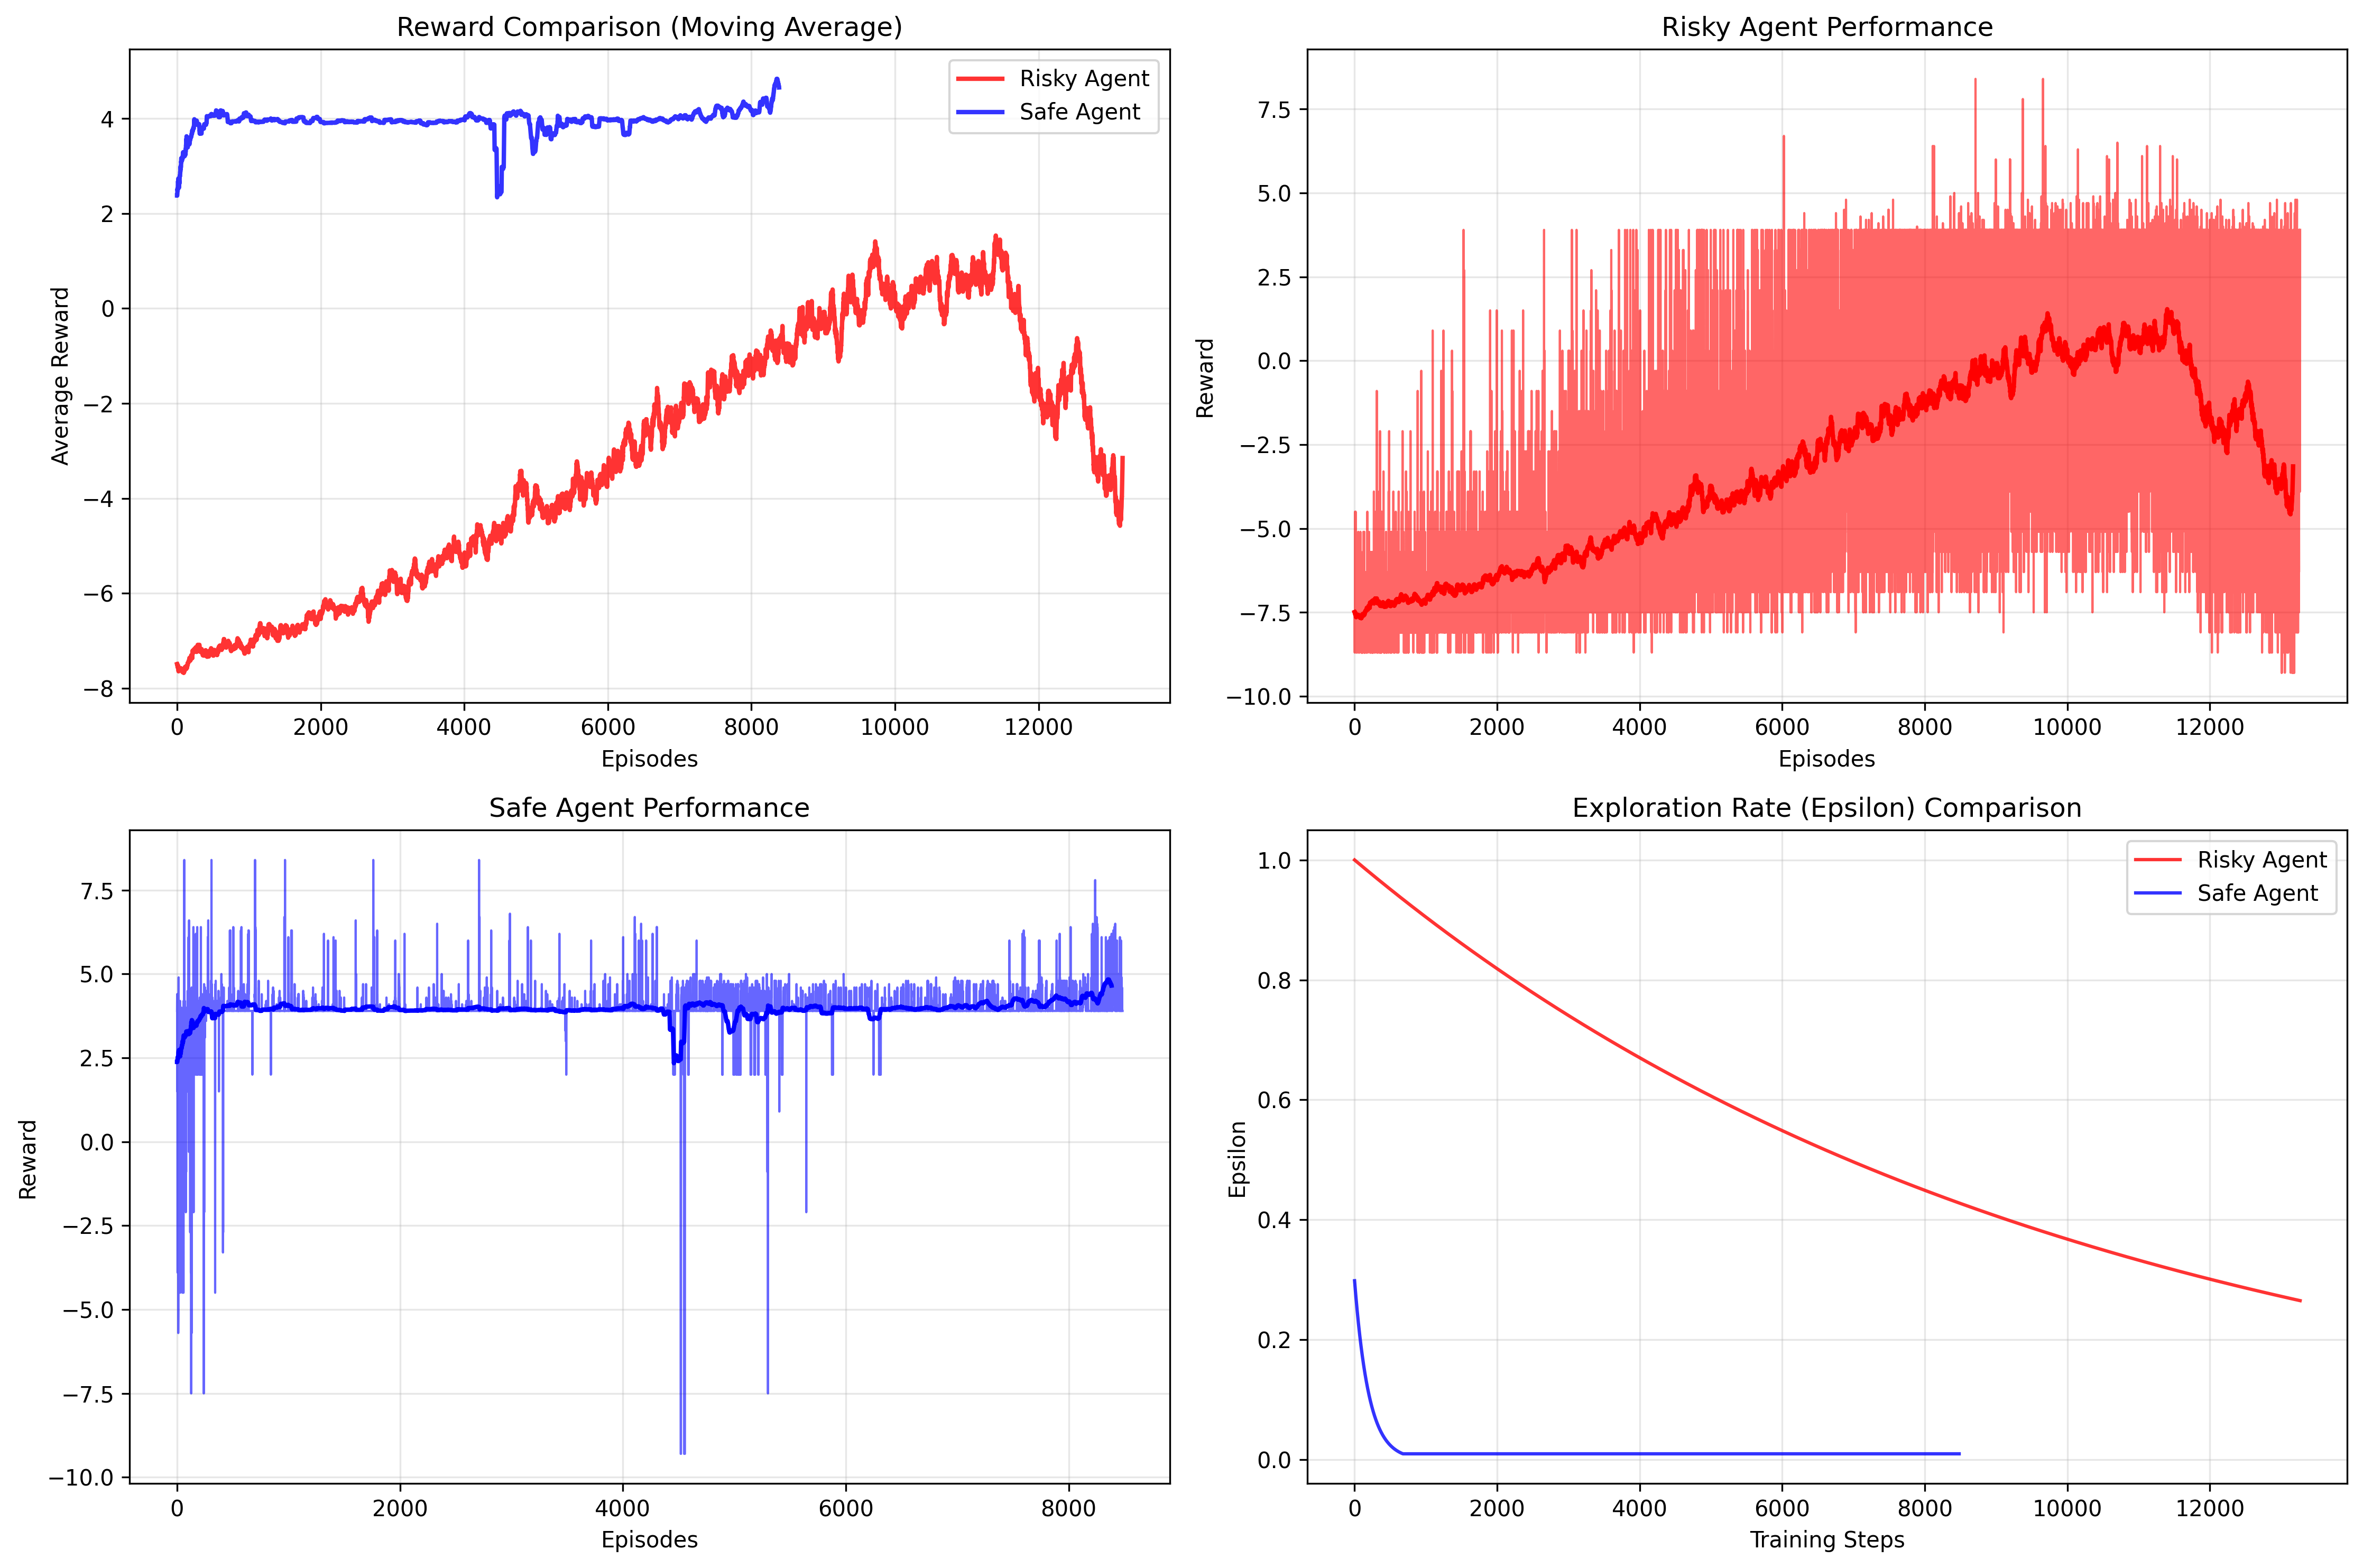 Reward Comparison (Moving Average)
Average Reward
4
2
0
−2
−4
−6
−8
Risky Agent
Safe Agent
0 2000 4000 6000 8000 10000 12000
Episodes
Risky Agent Performance
Reward
7.5
5.0
2.5
0.0
−2.5
−5.0
−7.5
−10.0
0 2000 4000 6000 8000 10000 12000
Episodes
Safe Agent Performance
Reward
7.5
5.0
2.5
0.0
−2.5
−5.0
−7.5
−10.0
0 2000 4000 6000 8000
Episodes
Exploration Rate (Epsilon) Comparison
Epsilon
1.0
0.8
0.6
0.4
0.2
0.0
Risky Agent
Safe Agent
0 2000 4000 6000 8000 10000 12000
Training Steps